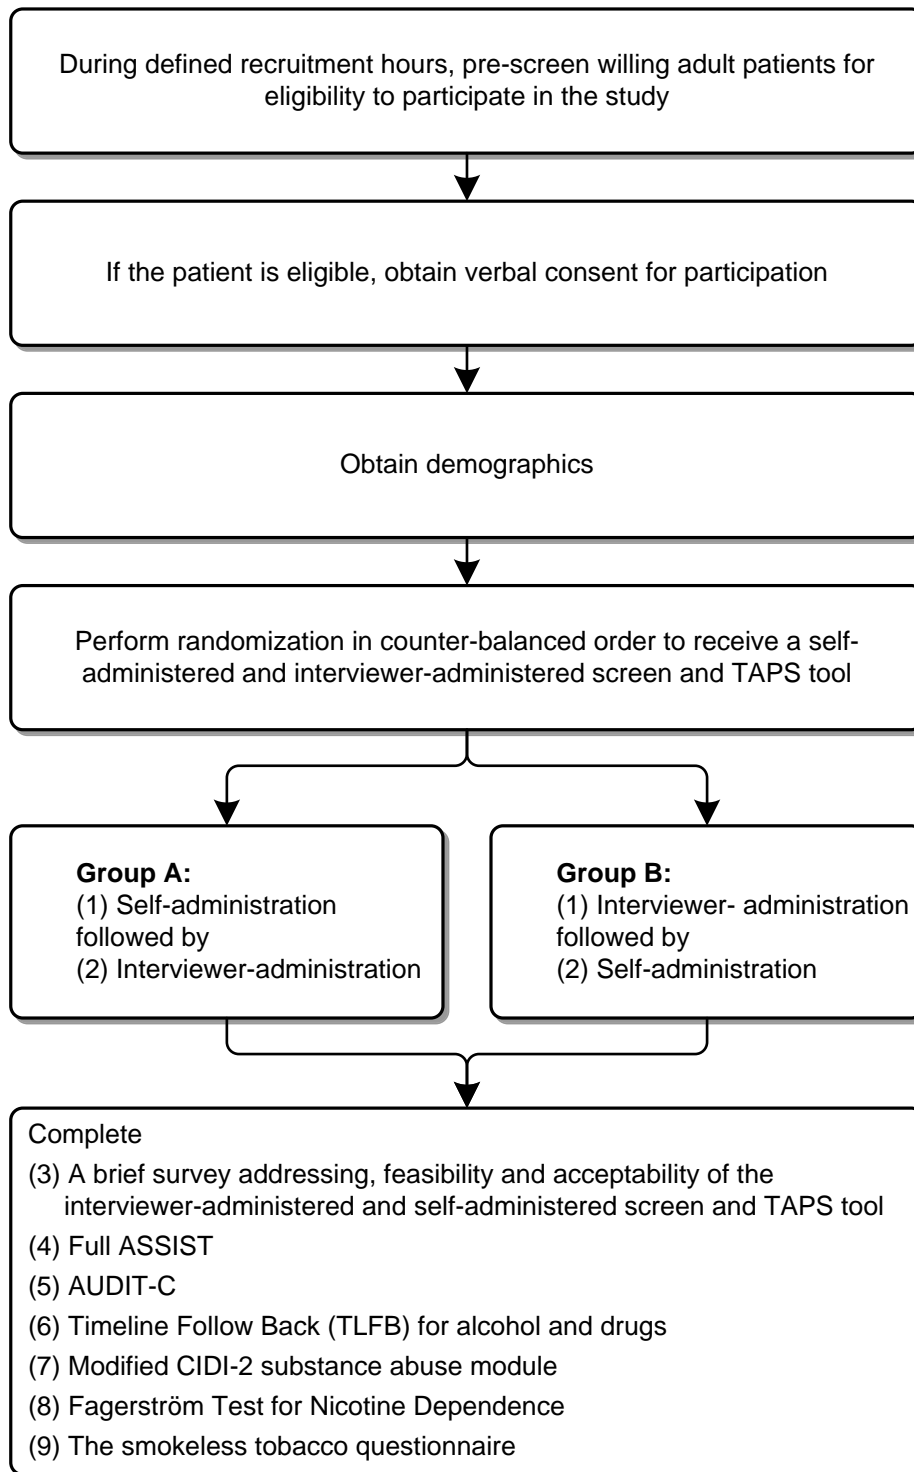 During defined recruitment hours, pre-screen willing adult patients for
eligibility to participate in the study
If the patient is eligible, obtain verbal consent for participation
Obtain demographics
Perform randomization in counter-balanced order to receive a self-
administered and interviewer-administered screen and TAPS tool
Group A:
(1) Self-administration
followed by
(2) Interviewer-administration
Group B:
(1) Interviewer- administration
followed by
(2) Self-administration
Complete
(3) A brief survey addressing, feasibility and acceptability of the
interviewer-administered and self-administered screen and TAPS tool
(4) Full ASSIST
(5) AUDIT-C
(6) Timeline Follow Back (TLFB) for alcohol and drugs
(7) Modified CIDI-2 substance abuse module
(8) Fagerström Test for Nicotine Dependence
(9) The smokeless tobacco questionnaire